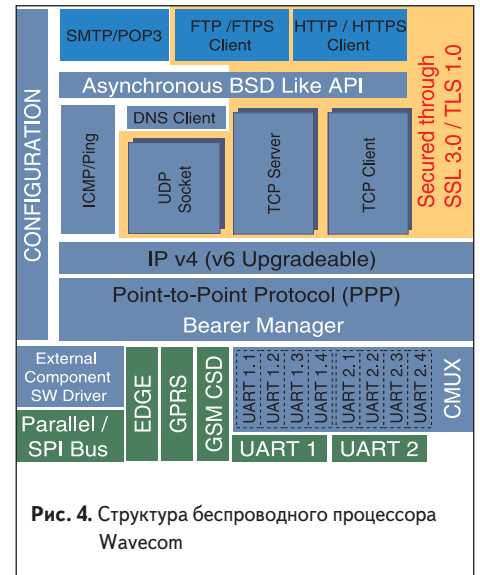 CONFIGURATION
SMTP/POP3
FTP /FTPS
Client
HTTP / HTTPS
Client
Asynchronous BSD Like API
Secured through
SSL 3.0 / TLS 1.0
ICMP/Ping
DNS Client
UDP
Socket
TCP Server
TCP Client
IP v4 (v6 Upgradeable)
Point-to-Point Protocol (PPP)
Bearer Manager
External
Component
SW Driver
Parallel /
SPI Bus
EDGE
GPRS
GSM CSD
UART 1.1
UART 1.2
UART 1.3
UART 1.4
UART 2.1
UART 2.2
UART 2.3
UART 2.4
CMUX
UART 1
UART 2
Рис. 4. Структура беспроводного процессора
Wavecom